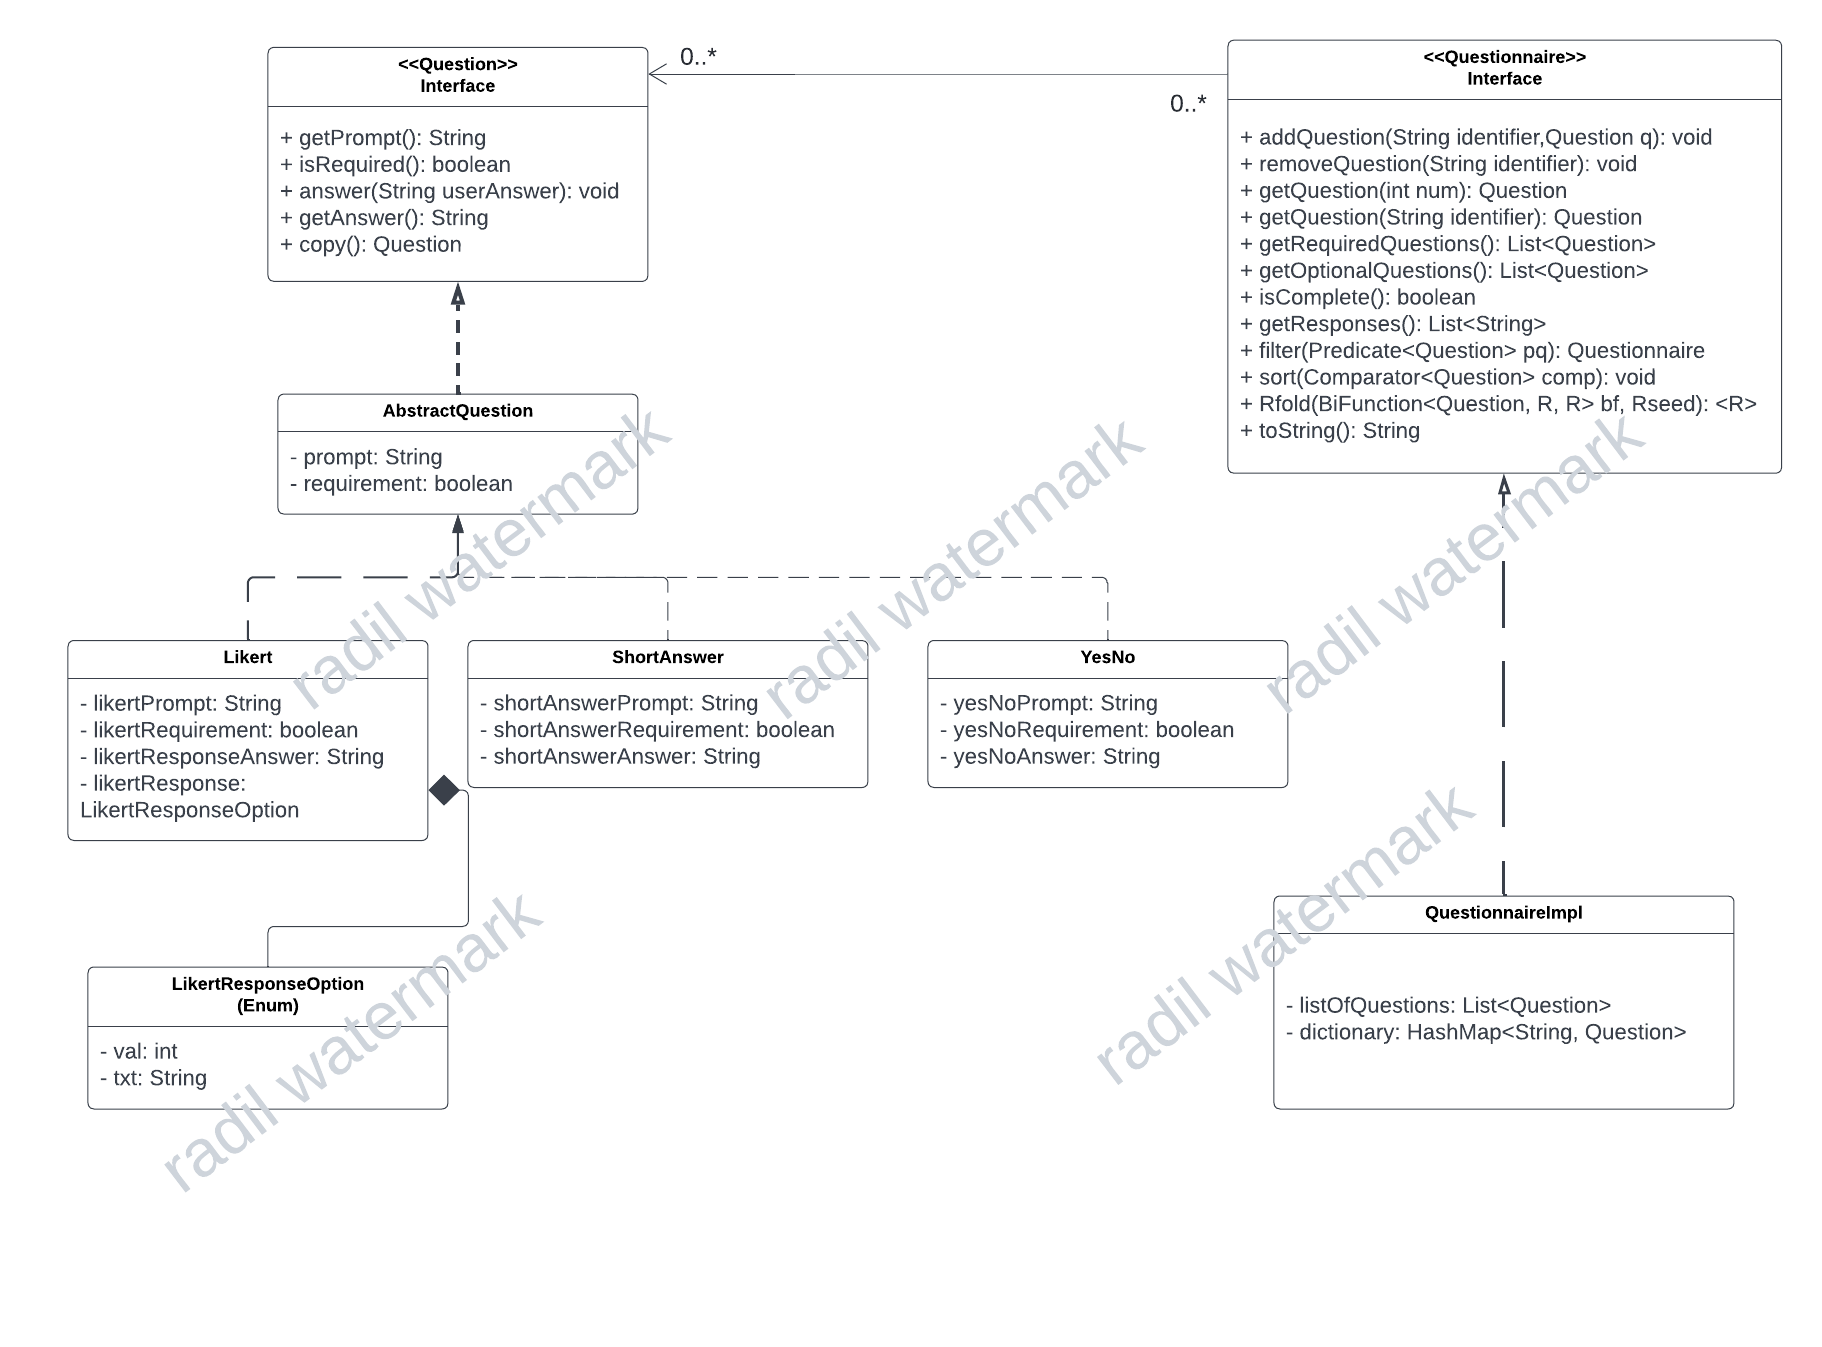 <<Question>>
Interface
+ getPrompt(): String
+ isRequired(): boolean
+ answer(String userAnswer): void
+ getAnswer(): String
+ copy(): Question
0..*
0..*
<<Questionnaire>>
Interface
+ addQuestion(String identifier,Question q): void
+ removeQuestion(String identifier): void
+ getQuestion(int num): Question
+ getQuestion(String identifier): Question
+ getRequiredQuestions(): List<Question>
+ getOptionalQuestions(): List<Question>
+ isComplete(): boolean
+ getResponses(): List<String>
+ filter(Predicate<Question> pq): Questionnaire
+ sort(Comparator<Question> comp): void
+ Rfold(BiFunction<Question, R, R> bf, Rseed): <R>
+ toString(): String
AbstractQuestion
- prompt: String
- requirement: boolean
radil watermark
radil watermark
radil watermark
Likert
- likertPrompt: String
- likertRequirement: boolean
- likertResponseAnswer: String
- likertResponse:
LikertResponseOption
ShortAnswer
- shortAnswerPrompt: String
- shortAnswerRequirement: boolean
- shortAnswerAnswer: String
YesNo
- yesNoPrompt: String
- yesNoRequirement: boolean
- yesNoAnswer: String
LikertResponseOption
(Enum)
- val: int
- txt: String
radil watermark
radil watermark
QuestionnaireImpl
- listOfQuestions: List<Question>
- dictionary: HashMap<String, Question>